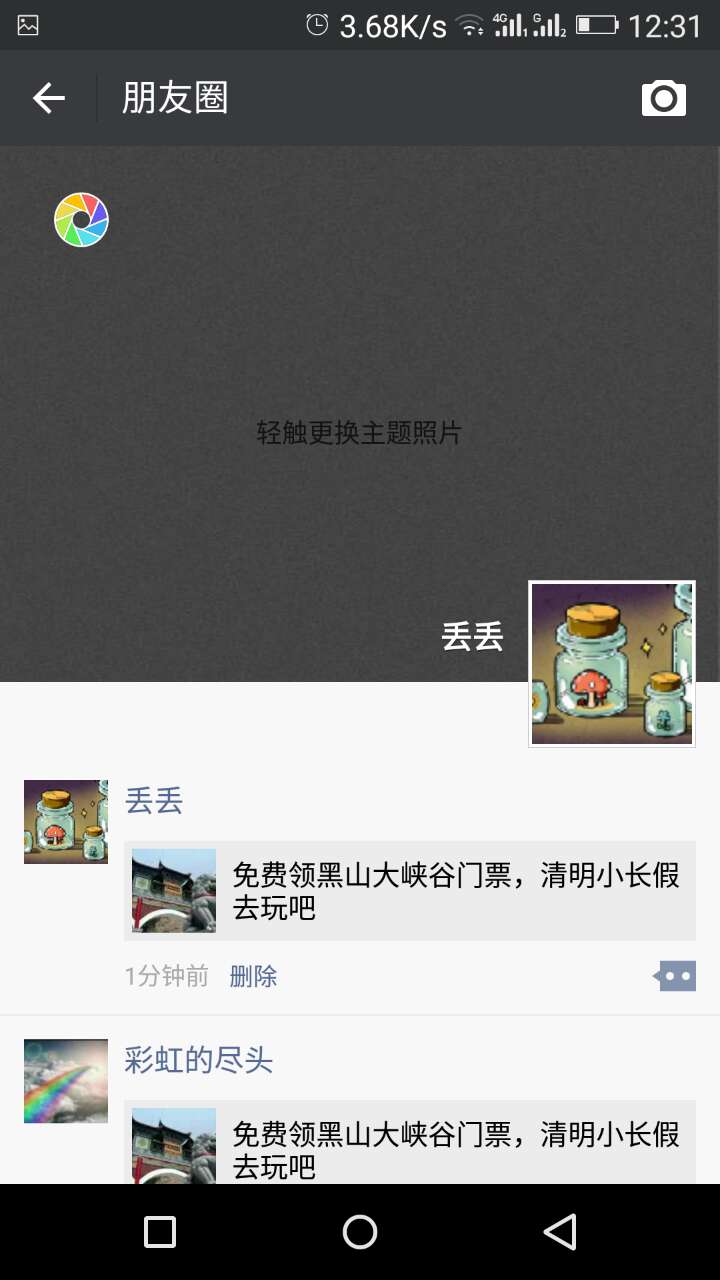 3.68K/s 4G 1 G 2 12:31
朋友圈
轻触更换主题照片
丢丢
丢丢
免费领黑山大峡谷门票，清明小长假
去玩吧
1分钟前 删除
彩虹的尽头
免费领黑山大峡谷门票，清明小长假
去玩吧